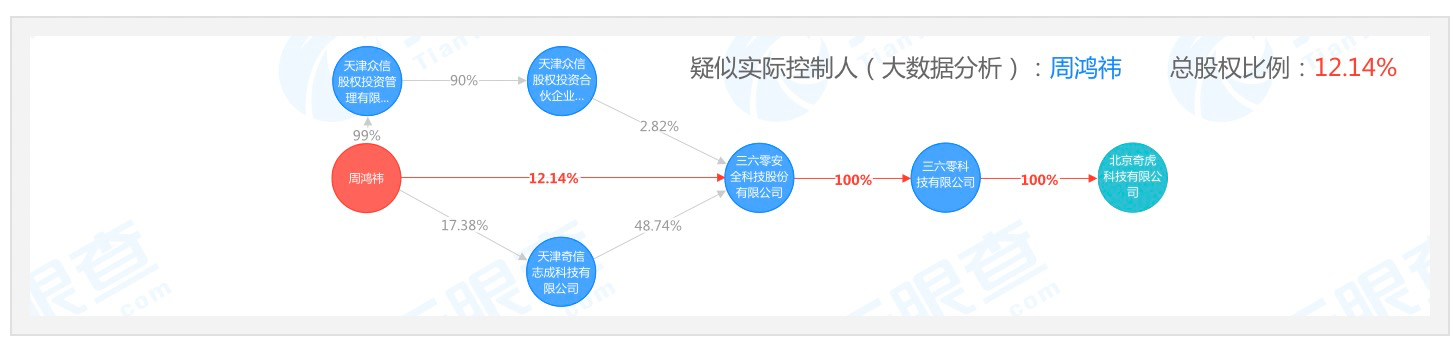 疑似实际控制人（大数据分析）：周鸿祎 总股权比例：12.14%
天津众信
股权投资管
理有限...
90%
天津众信
股权投资合
伙企业...
99%
2.82%
周鸿祎
12.14%
三六零安
全科技股份
有限公司
100%
三六零科
技有限公司
100%
北京奇虎
科技有限公
司
17.38%
48.74%
天津奇信
志成科技有
限公司
眼查
.com
天眼查
.com